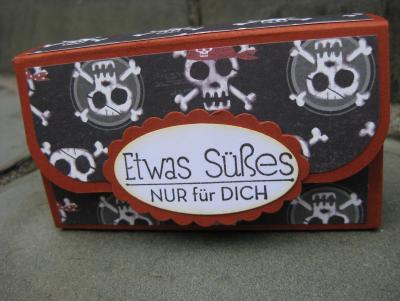 Etwas Süßes
NUR für DICH